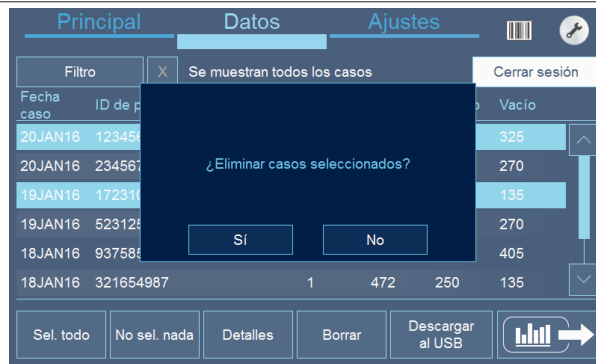 Principal Datos Ajustes
Filtro X Se muestran todos los casos Cerrar sesión
Fecha caso ID de p Vacío
20JAN16 325
20JAN16 270
19JAN16 135
19JAN16 270
18JAN16 405
18JAN16 321654987 1 472 250 135
¿Eliminar casos seleccionados?
Sí No
Sel. todo No sel. nada Detalles Borrar Descargar al USB